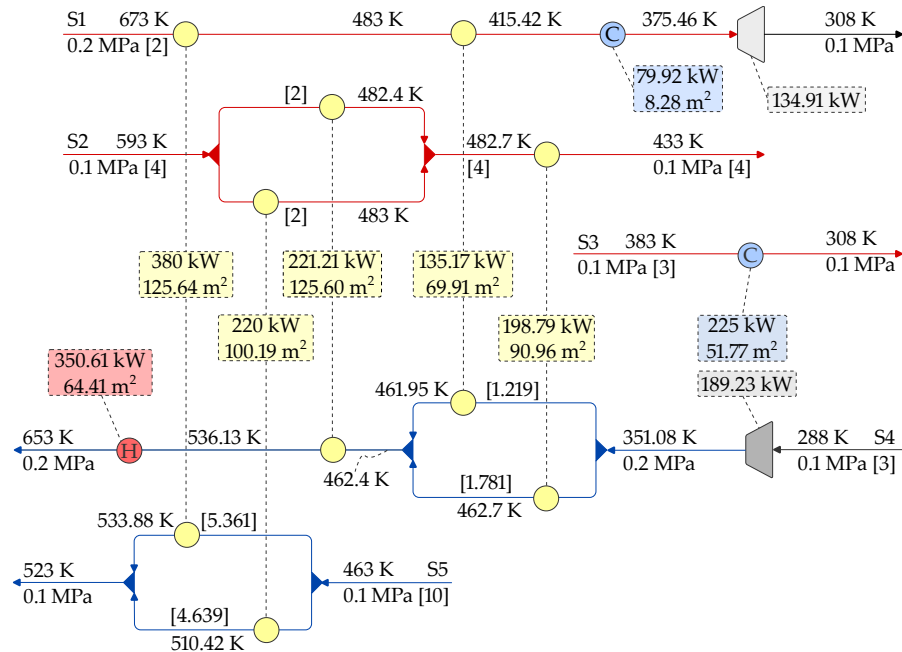 S1 673 K 483 K 415.42 K 375.46 K 308 K
C
0.2 MPa [2] 0.1 MPa
79.92 kW
8.28 m²
134.91 kW
[2] 482.4 K
S2 593 K 482.7 K 433 K
0.1 MPa [4] [4] 0.1 MPa [4]
[2] 483 K
S3 383 K 308 K
C
0.1 MPa [3] 0.1 MPa
380 kW
125.64 m²
221.21 kW
125.60 m²
135.17 kW
69.91 m²
220 kW
100.19 m²
198.79 kW
90.96 m²
225 kW
51.77 m²
350.61 kW
64.41 m²
189.23 kW
461.95 K [1.219]
653 K 536.13 K 351.08 K 288 K S4
H
0.2 MPa 0.2 MPa 0.1 MPa [3]
462.4 K
[1.781]
462.7 K
533.88 K [5.361]
523 K 463 K S5
0.1 MPa 0.1 MPa [10]
[4.639]
510.42 K